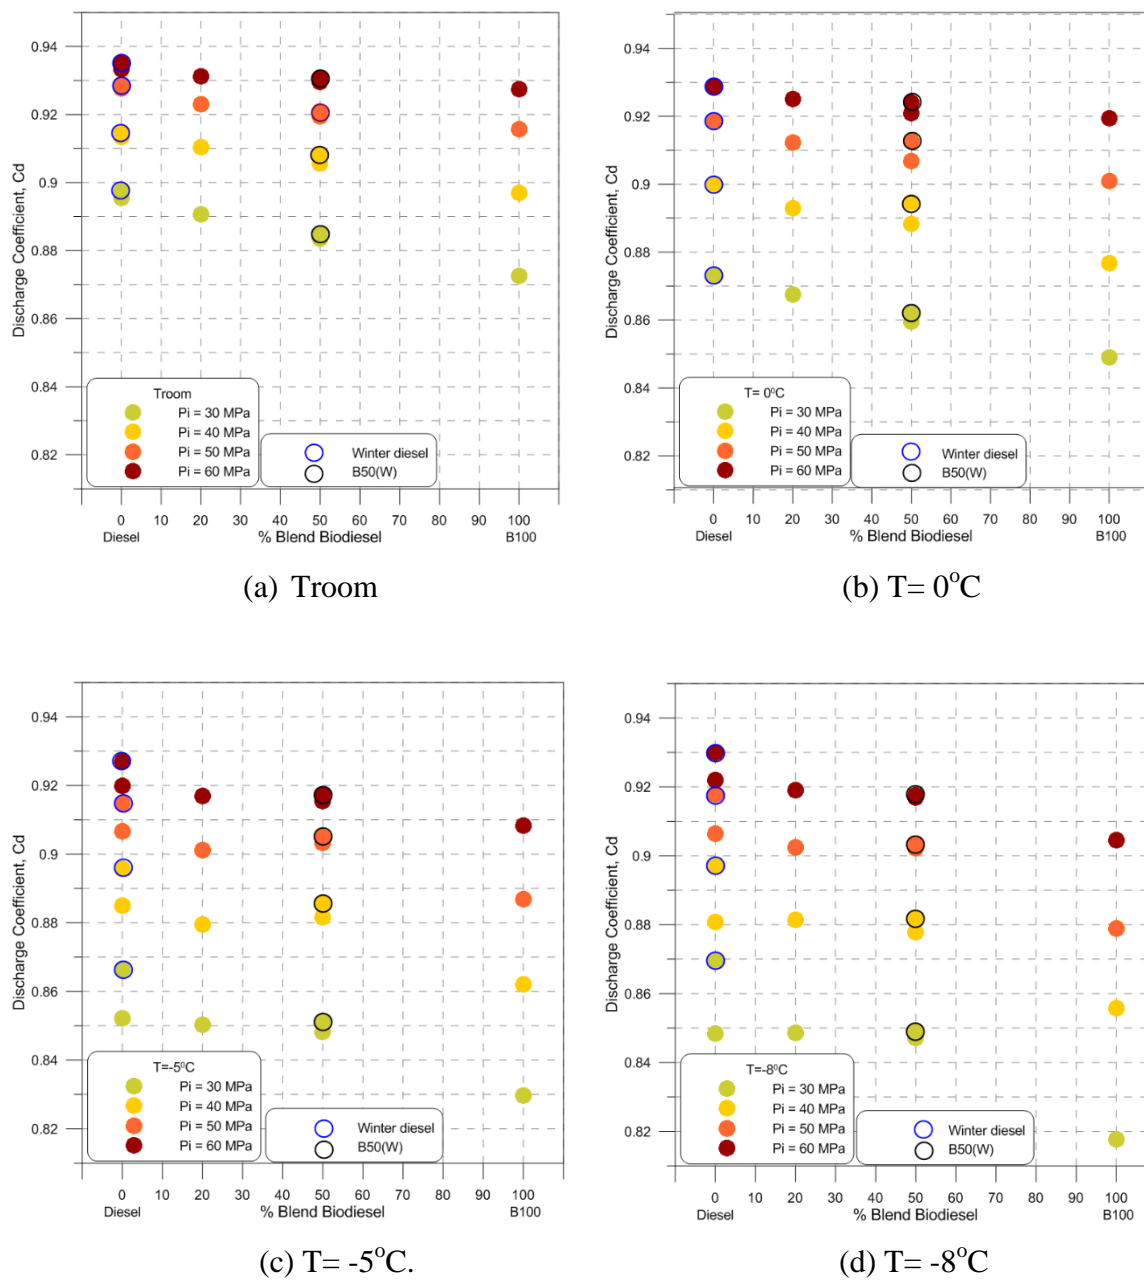 Discharge Coefficient, Cd
0.94
0.92
0.9
0.88
0.86
0.84
0.82
Troom
Pi = 30 MPa
Pi = 40 MPa
Pi = 50 MPa
Pi = 60 MPa
Winter diesel
B50(W)
0 10 20 30 40 50 60 70 80 90 100
Diesel % Blend Biodiesel B100
(a) Troom
Discharge Coefficient, Cd
0.94
0.92
0.9
0.88
0.86
0.84
0.82
T= 0⁰C
Pi = 30 MPa
Pi = 40 MPa
Pi = 50 MPa
Pi = 60 MPa
Winter diesel
B50(W)
0 10 20 30 40 50 60 70 80 90 100
Diesel % Blend Biodiesel B100
(b) T= 0°C
Discharge Coefficient, Cd
0.94
0.92
0.9
0.88
0.86
0.84
0.82
T=-5⁰C
Pi = 30 MPa
Pi = 40 MPa
Pi = 50 MPa
Pi = 60 MPa
Winter diesel
B50(W)
0 10 20 30 40 50 60 70 80 90 100
Diesel % Blend Biodiesel B100
(c) T= -5°C.
Discharge Coefficient, Cd
0.94
0.92
0.9
0.88
0.86
0.84
0.82
T=-8⁰C
Pi = 30 MPa
Pi = 40 MPa
Pi = 50 MPa
Pi = 60 MPa
Winter diesel
B50(W)
0 10 20 30 40 50 60 70 80 90 100
Diesel % Blend Biodiesel B100
(d) T= -8°C